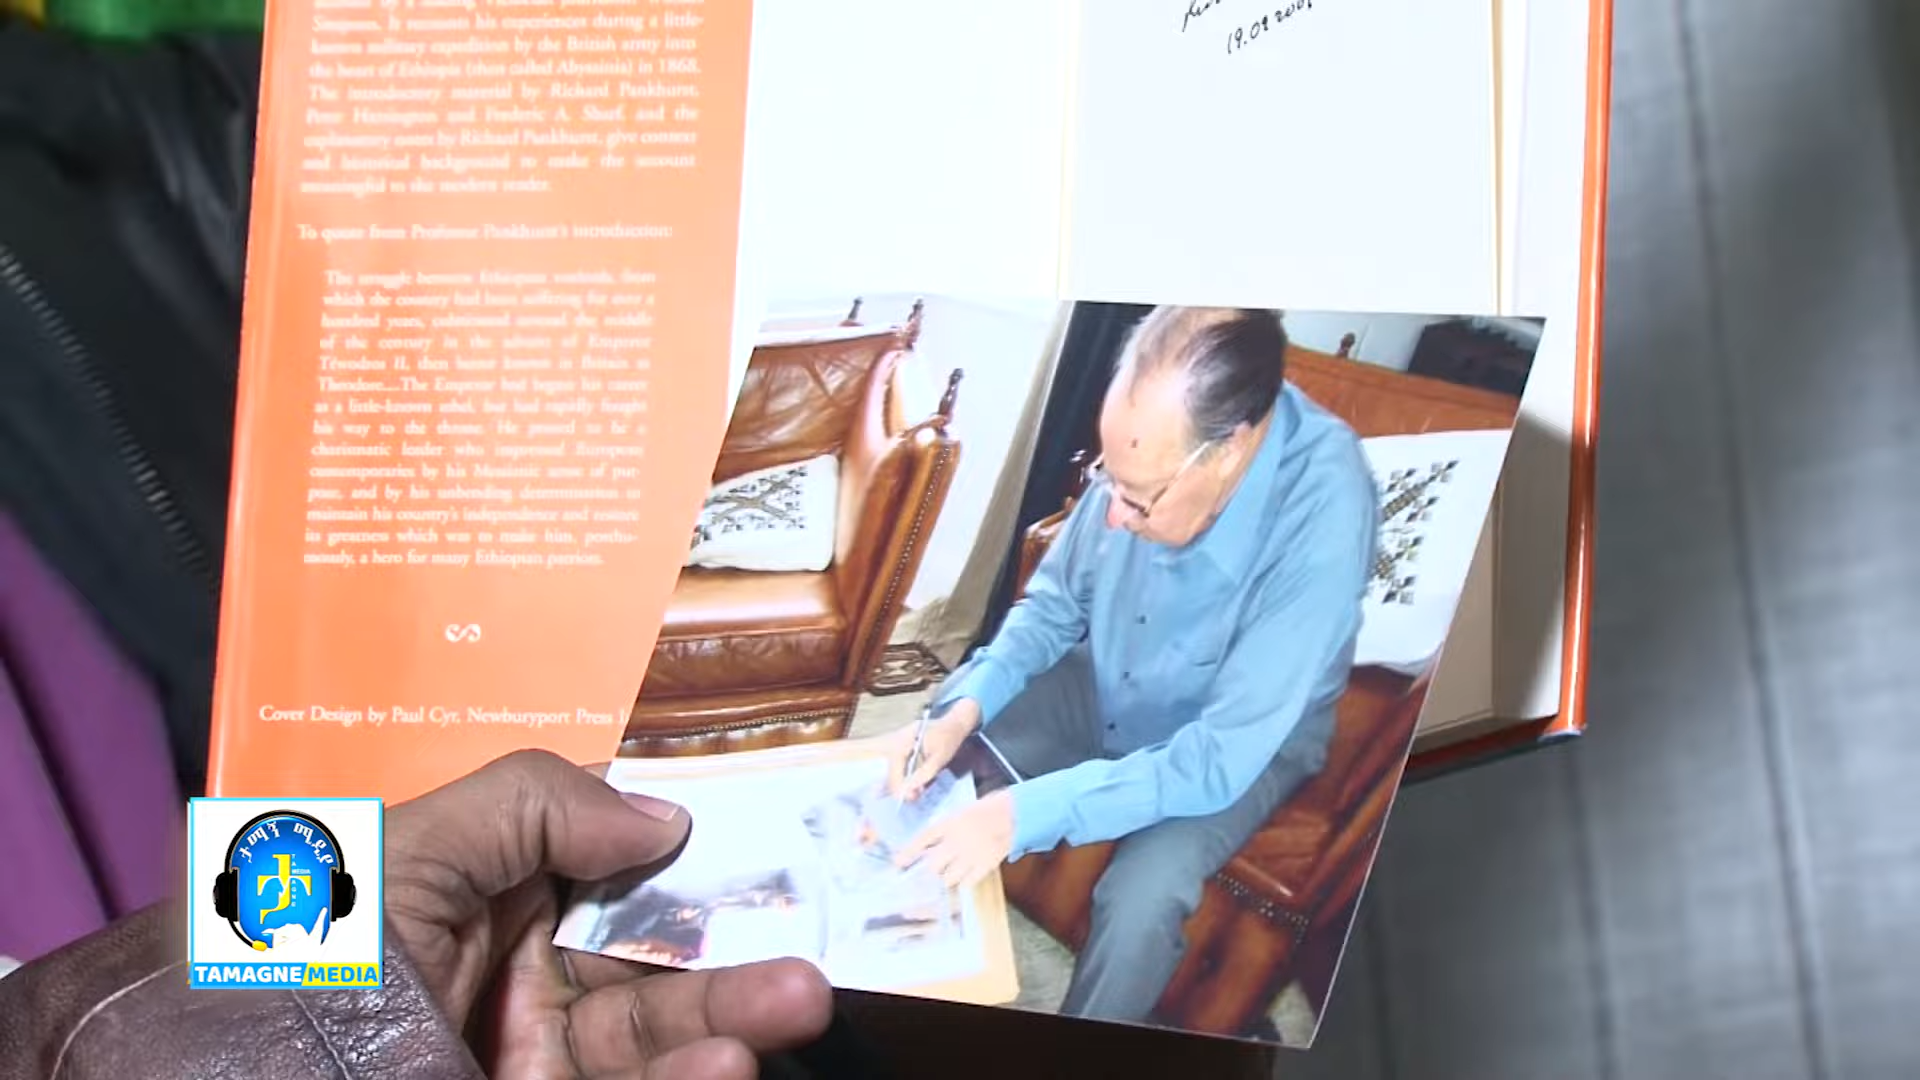 Simpson. It recounts his experiences during a little-
known military expedition by the British army into
the heart of Ethiopia (then called Abyssinia) in 1868.
The introductory material by Richard Pankhurst,
Peter Harrington and Frederic A. Sharf, and the
explanatory notes by Richard Pankhurst, give context
and historical background to make the account
meaningful to the modern reader.
To quote from Professor Pankhurst's introduction:
The struggle between Ethiopian warlords, from
which the country had been suffering for over a
hundred years, culminated around the middle
of the century in the advent of Emperor
Téwodros II, then better known in Britain as
Theodore....The Emperor had begun his career
as a little-known rebel, but had rapidly fought
his way to the throne. He proved to be a
charismatic leader who impressed European
contemporaries by his Messianic sense of pur-
pose, and by his unbending determination to
maintain his country's independence and restore
its greatness which was to make him, posthu-
mously, a hero for many Ethiopian patriots.
Cover Design by Paul Cyr, Newburyport Press
ታማኝ ሚዲያ
TAMAGNE MEDIA